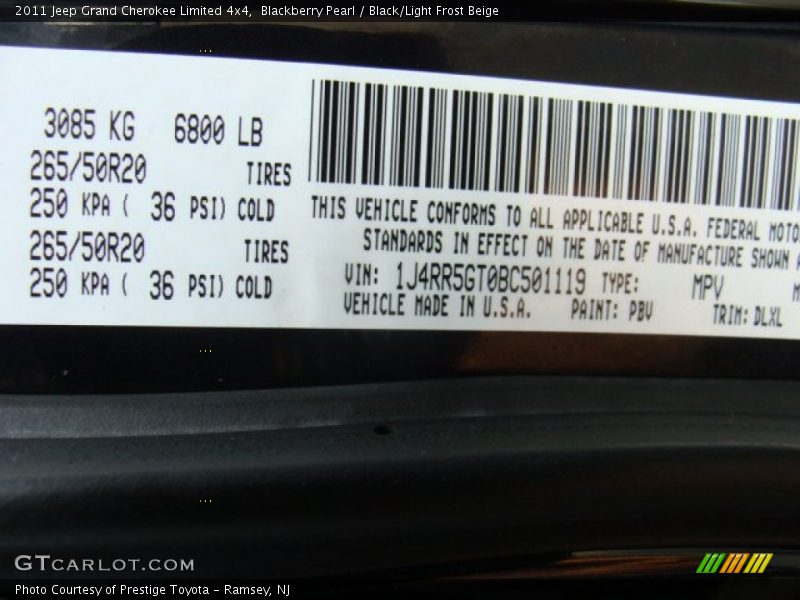 2011 Jeep Grand Cherokee Limited 4x4, Blackberry Pearl / Black/Light Frost Beige
3085 KG 6800 LB
265/50R20 TIRES
250 KPA ( 36 PSI) COLD
265/50R20 TIRES
250 KPA ( 36 PSI) COLD
THIS VEHICLE CONFORMS TO ALL APPLICABLE U.S.A. FEDERAL MOTO
STANDARDS IN EFFECT ON THE DATE OF MANUFACTURE SHOWN A
VIN: 1J4RR5GT0BC501119 TYPE: MPV M
VEHICLE MADE IN U.S.A. PAINT: PBV TRIM: DLXL
GTcarlot.com
Photo Courtesy of Prestige Toyota - Ramsey, NJ